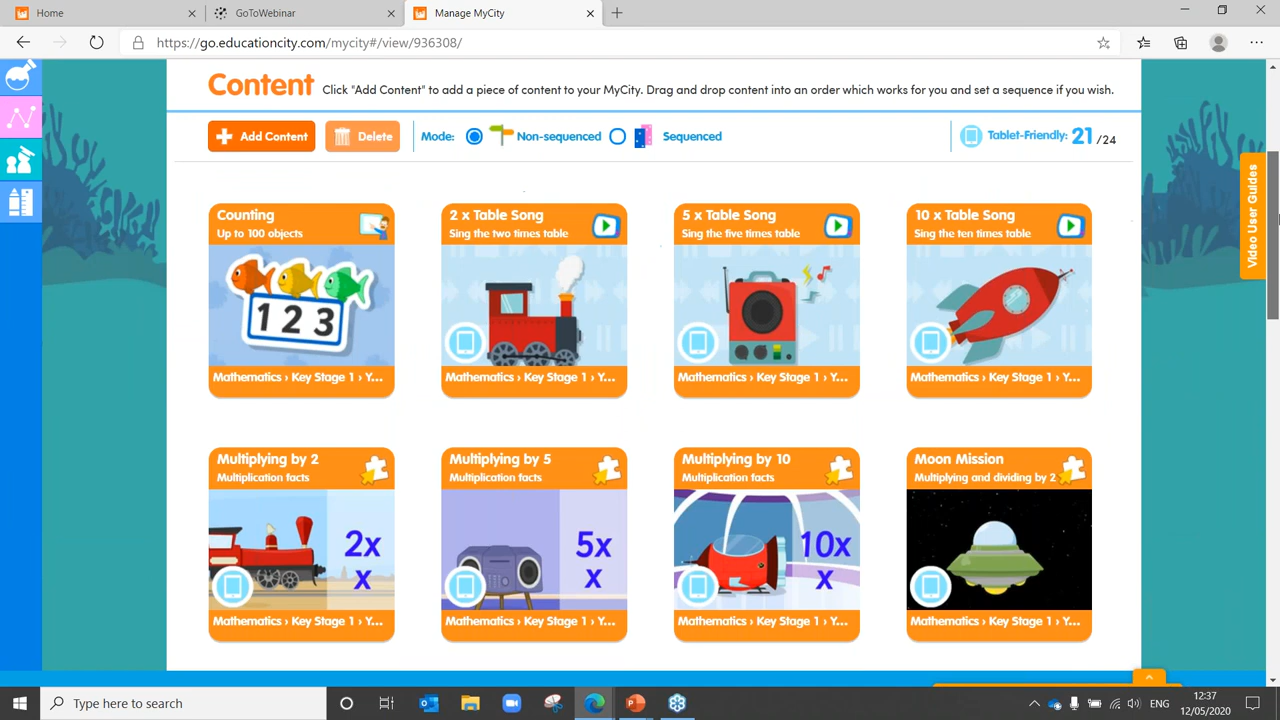 Home
GoToWebinar
Manage MyCity
https://go.educationcity.com/mycity#/view/936308/
Content Click "Add Content" to add a piece of content to your MyCity. Drag and drop content into an order which works for you and set a sequence if you wish.
Add Content Delete Mode: Non-sequenced Sequenced Tablet-Friendly: 21 /24
Video User Guides
Counting
Up to 100 objects
1 2 3
Mathematics › Key Stage 1 › Y...
2 x Table Song
Sing the two times table
Mathematics › Key Stage 1 › Y...
5 x Table Song
Sing the five times table
Mathematics › Key Stage 1 › Y...
10 x Table Song
Sing the ten times table
Mathematics › Key Stage 1 › Y...
Multiplying by 2
Multiplication facts
2x
x
Mathematics › Key Stage 1 › Y...
Multiplying by 5
Multiplication facts
5x
x
Mathematics › Key Stage 1 › Y...
Multiplying by 10
Multiplication facts
10x
x
Mathematics › Key Stage 1 › Y...
Moon Mission
Multiplying and dividing by 2
Mathematics › Key Stage 1 › Y...
Type here to search
ENG
12:37
12/05/2020